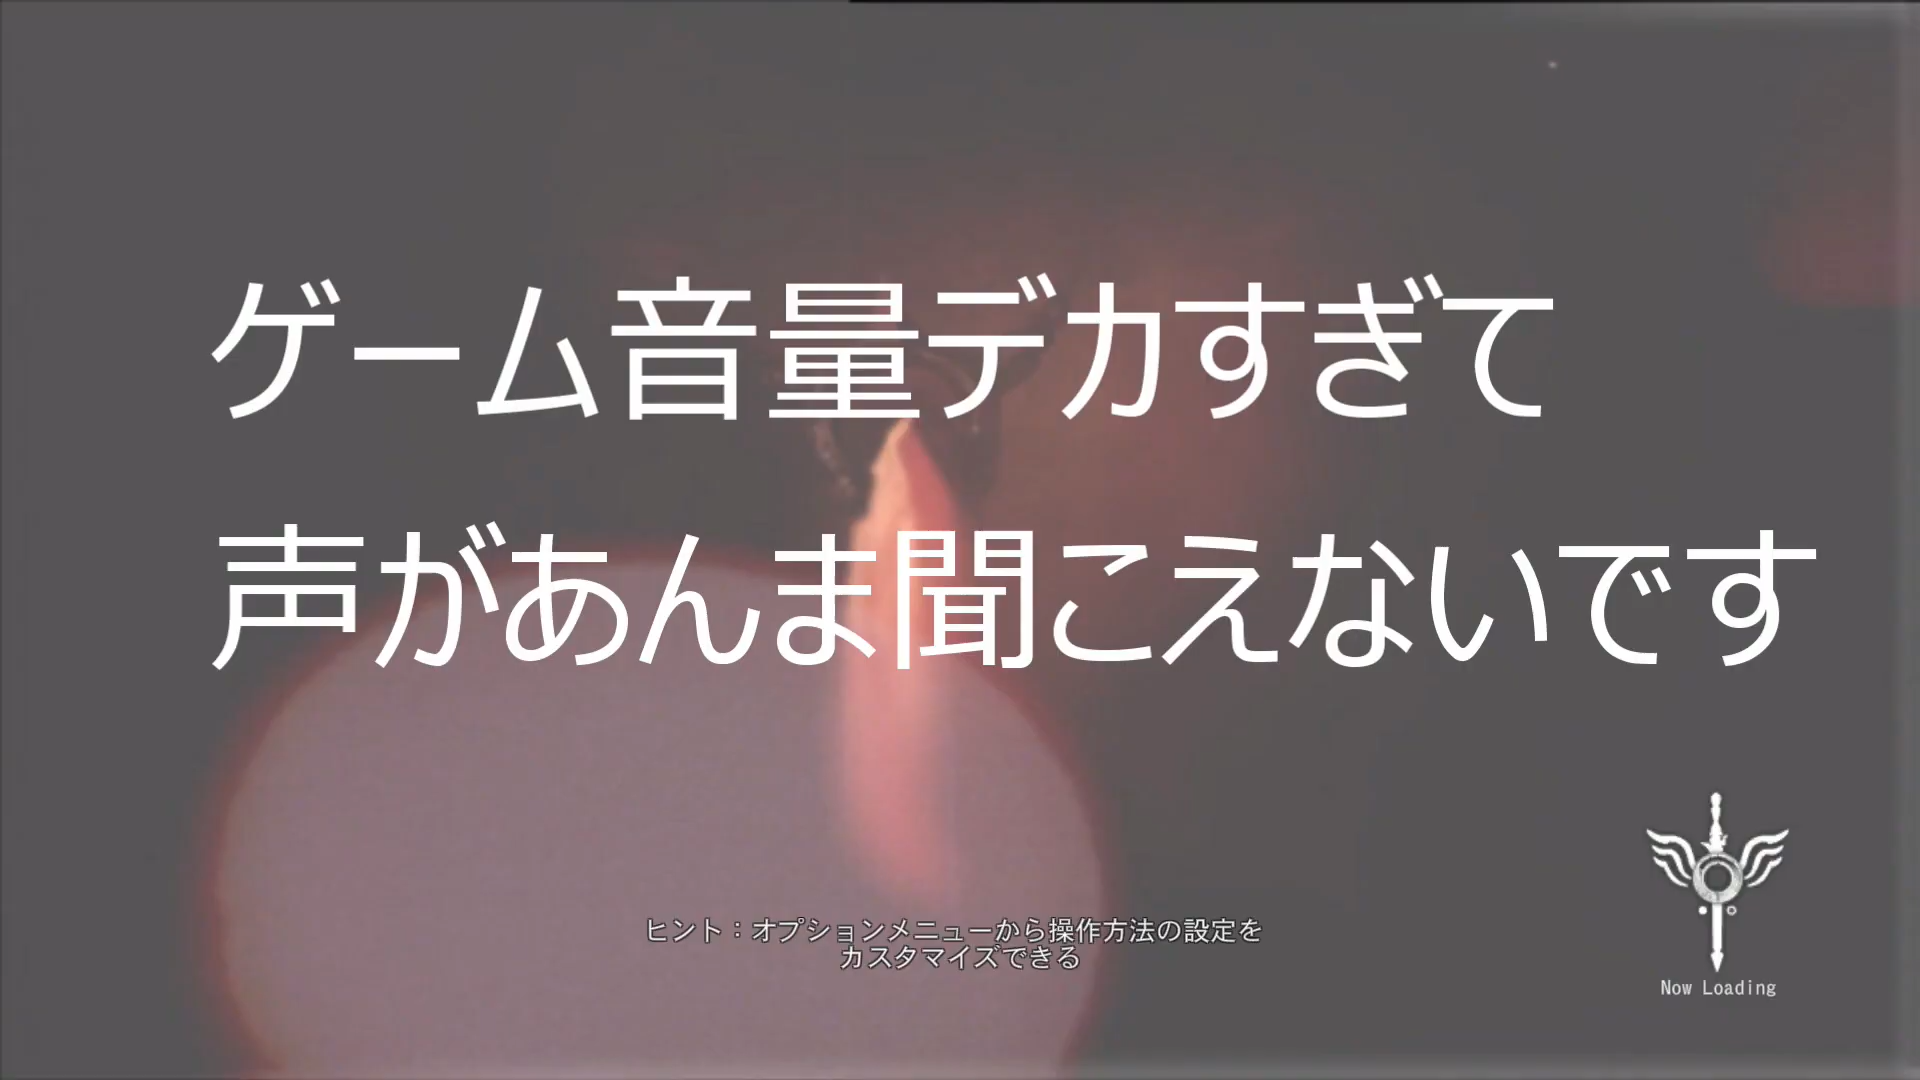 ゲーム音量デカすぎて
声があんま聞こえないです
ヒント：オプションメニューから操作方法の設定を
カスタマイズできる
Now Loading